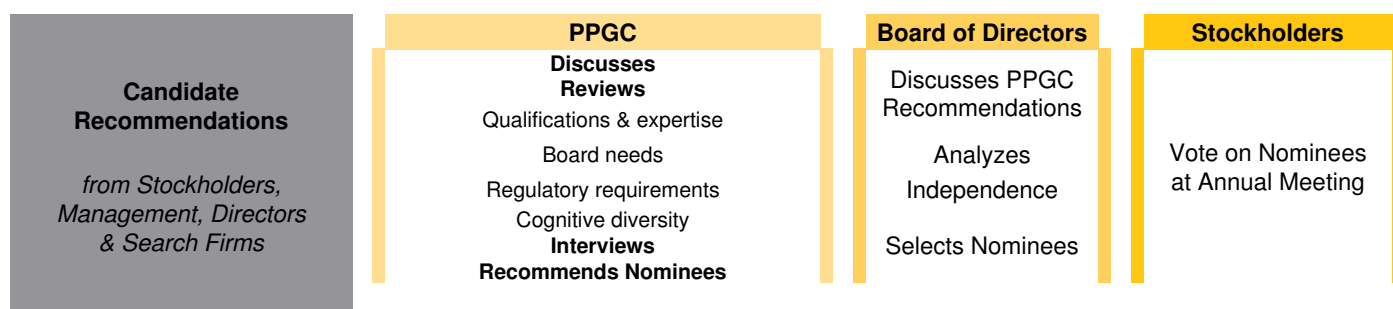 Candidate
Recommendations
from Stockholders,
Management, Directors
& Search Firms
PPGC
Discusses
Reviews
Qualifications & expertise
Board needs
Regulatory requirements
Cognitive diversity
Interviews
Recommends Nominees
Board of Directors
Discusses PPGC
Recommendations
Analyzes
Independence
Selects Nominees
Stockholders
Vote on Nominees
at Annual Meeting